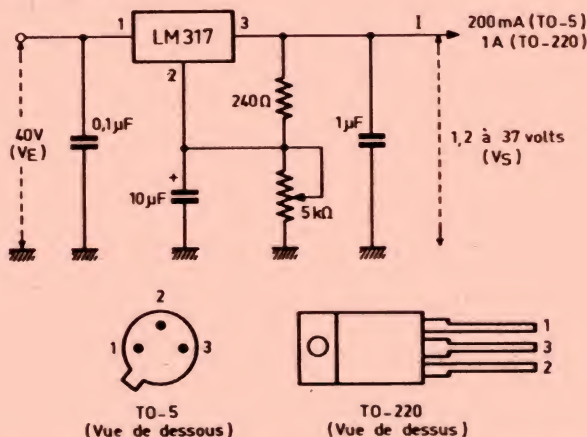 1
LM317
3
I
200mA (TO-5)
1A (TO-220)
2
40V
(VE)
0,1µF
240Ω
1µF
1,2 à 37 volts
(VS)
+
10µF
5kΩ
2
1
3
1
3
2
TO-5
(Vue de dessous)
TO-220
(Vue de dessus)